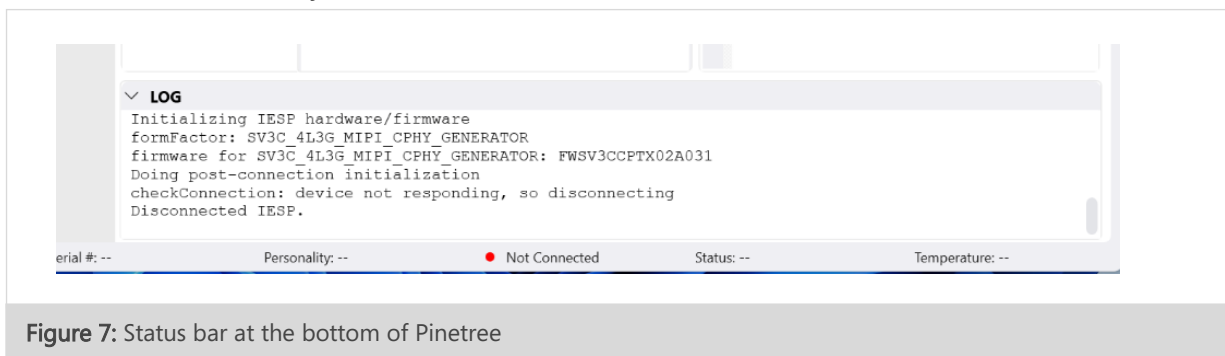 LOG
Initializing IESP hardware/firmware
formFactor: SV3C_4L3G_MIPI_CPHY_GENERATOR
firmware for SV3C_4L3G_MIPI_CPHY_GENERATOR: FWSV3CCPTX02A031
Doing post-connection initialization
checkConnection: device not responding, so disconnecting
Disconnected IESP.
erial #: -- Personality: -- Not Connected Status: -- Temperature: --
Figure 7: Status bar at the bottom of Pinetree